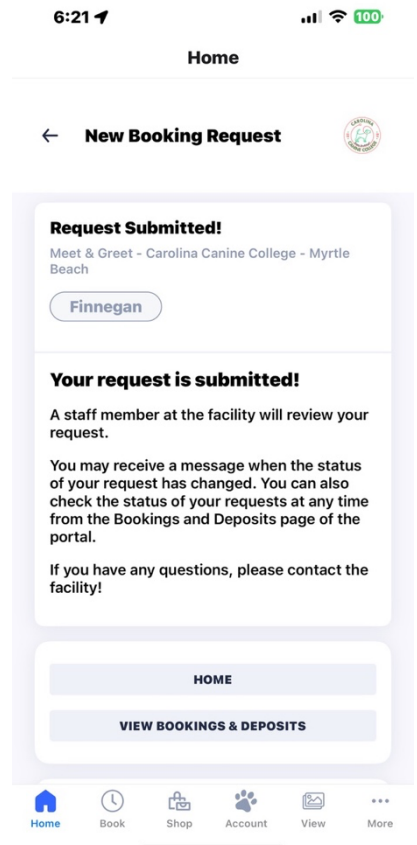 6:21
100
Home
New Booking Request
CAROLINA
CANINE COLLEGE
Request Submitted!
Meet & Greet - Carolina Canine College - Myrtle
Beach
Finnegan
Your request is submitted!
A staff member at the facility will review your
request.
You may receive a message when the status
of your request has changed. You can also
check the status of your requests at any time
from the Bookings and Deposits page of the
portal.
If you have any questions, please contact the
facility!
HOME
VIEW BOOKINGS & DEPOSITS
Home Book Shop Account View More